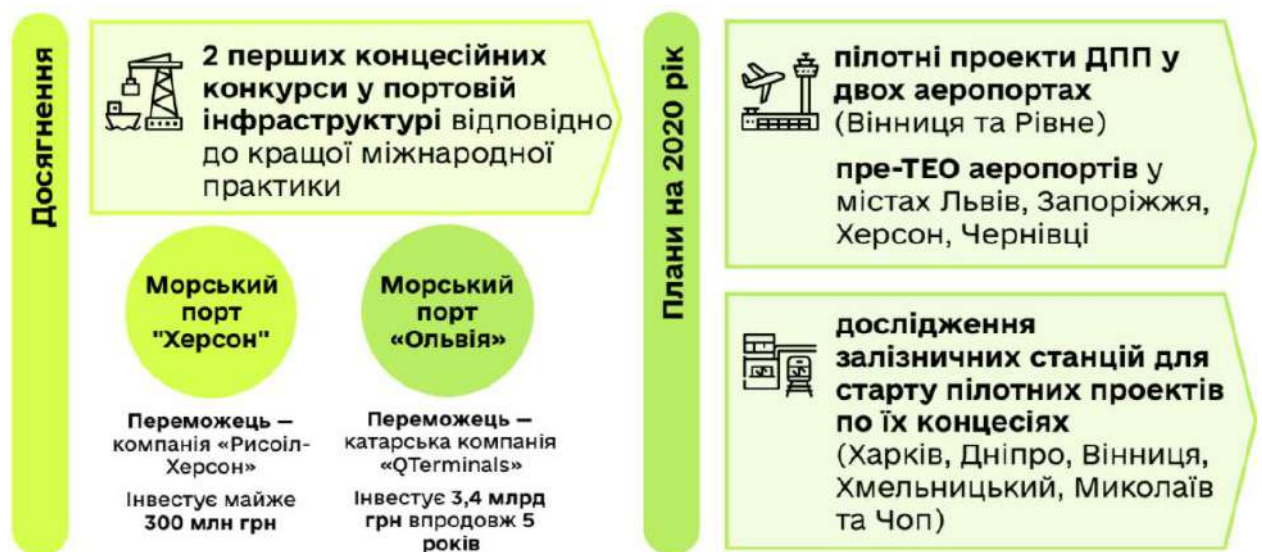 Досягнення
2 перших концесійних
конкурси у портовій
інфраструктурі відповідно
до кращої міжнародної
практики
Морський
порт
"Херсон"
Переможець —
компанія «Рисоіл-
Херсон»
Інвестує майже
300 млн грн
Морський
порт
«Ольвія»
Переможець —
катарська компанія
«QTerminals»
Інвестує 3,4 млрд
грн впродовж 5
років
Плани на 2020 рік
пілотні проекти ДПП у
двох аеропортах
(Вінниця та Рівне)
пре-ТЕО аеропортів у
містах Львів, Запоріжжя,
Херсон, Чернівці
дослідження
залізничних станцій для
старту пілотних проектів
по їх концесіях
(Харків, Дніпро, Вінниця,
Хмельницький, Миколаїв
та Чоп)